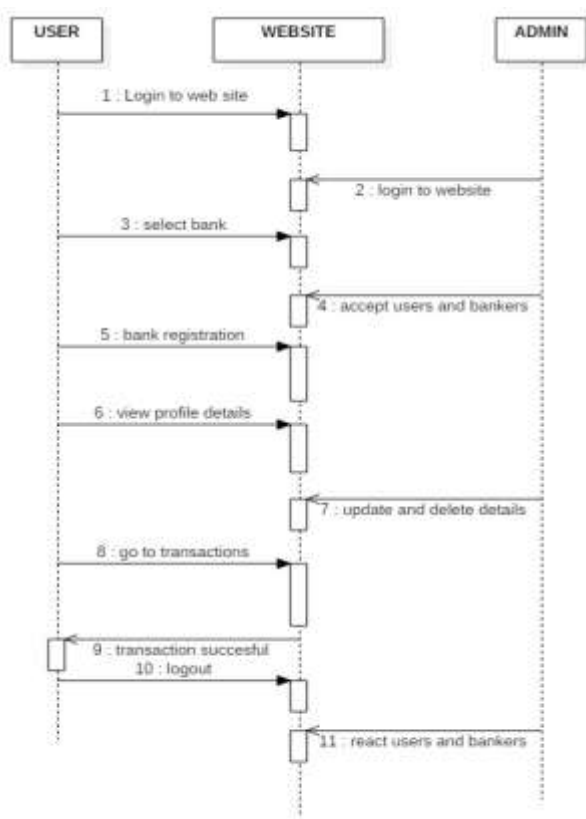 USER
WEBSITE
ADMIN
1 : Login to web site
2 : login to website
3 : select bank
4 : accept users and bankers
5 : bank registration
6 : view profile details
7 : update and delete details
8 : go to transactions
9 : transaction succesful
10 : logout
11 : react users and bankers